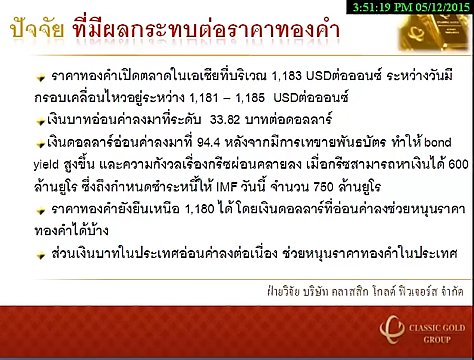 3:51:19 PM 05/12/2015
ปัจจัย ที่มีผลกระทบต่อราคาทองคำ
ราคาทองคำเปิดตลาดในเอเชียที่บริเวณ 1,183 USDต่อออนซ์ ระหว่างวันมี
กรอบเคลื่อนไหวอยู่ระหว่าง 1,181 – 1,185 USDต่อออนซ์
เงินบาทอ่อนค่าลงมาที่ระดับ 33.82 บาทต่อดอลลาร์
เงินดอลลาร์อ่อนค่าลงมาที่ 94.4 หลังจากมีการเทขายพันธบัตร ทำให้ bond
yield สูงขึ้น และความกังวลเรื่องกรีซผ่อนคลายลง เมื่อกรีซสามารถหาเงินได้ 600
ล้านยูโร ซึ่งถึงกำหนดชำระหนี้ให้ IMF วันนี้ จำนวน 750 ล้านยูโร
ราคาทองคำยังยืนเหนือ 1,180 ได้ โดยเงินดอลลาร์ที่อ่อนค่าลงช่วยหนุนราคา
ทองคำได้บ้าง
ส่วนเงินบาทในประเทศอ่อนค่าลงต่อเนื่อง ช่วยหนุนราคาทองคำในประเทศ
ฝ่ายวิจัย บริษัท คลาสสิก โกลด์ ฟิวเจอร์ส จำกัด
CLASSIC GOLD
GROUP